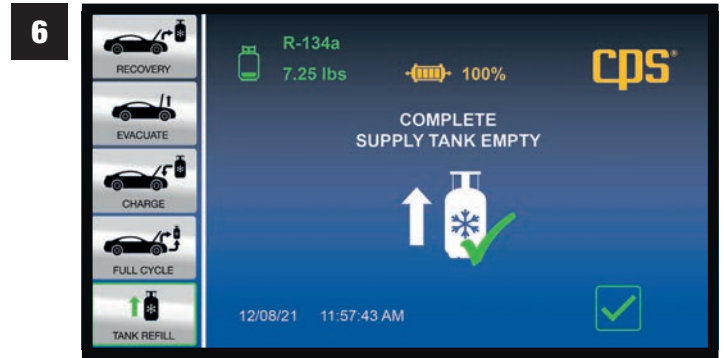 6
RECOVERY
EVACUATE
CHARGE
FULL CYCLE
TANK REFILL
R-134a
7.25 lbs
100%
cps®
COMPLETE
SUPPLY TANK EMPTY
12/08/21 11:57:43 AM